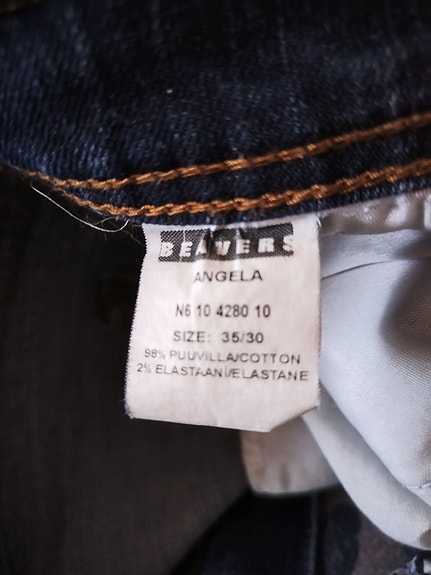 BEAVERS
ANGELA
N6 10 4280 10
SIZE: 35/30
98% PUUVILLA/COTTON
2% ELASTAANI/ELASTANE